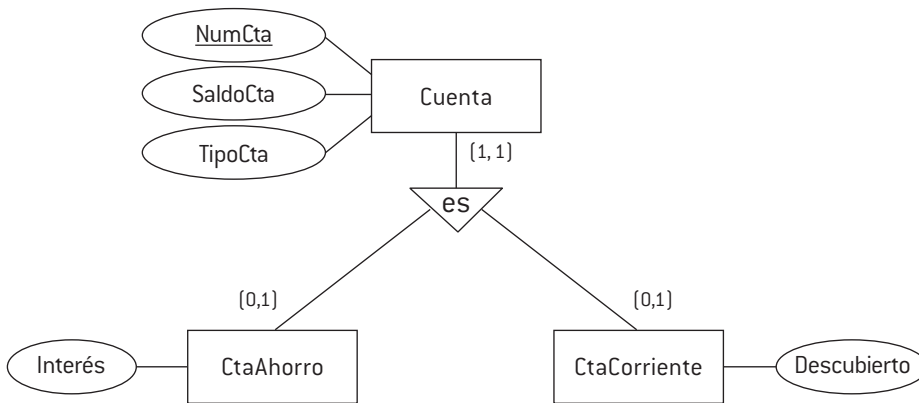 NumCta
SaldoCta
TipoCta
Cuenta
(1, 1)
es
(0,1)
(0,1)
Interés
CtaAhorro
CtaCorriente
Descubierto